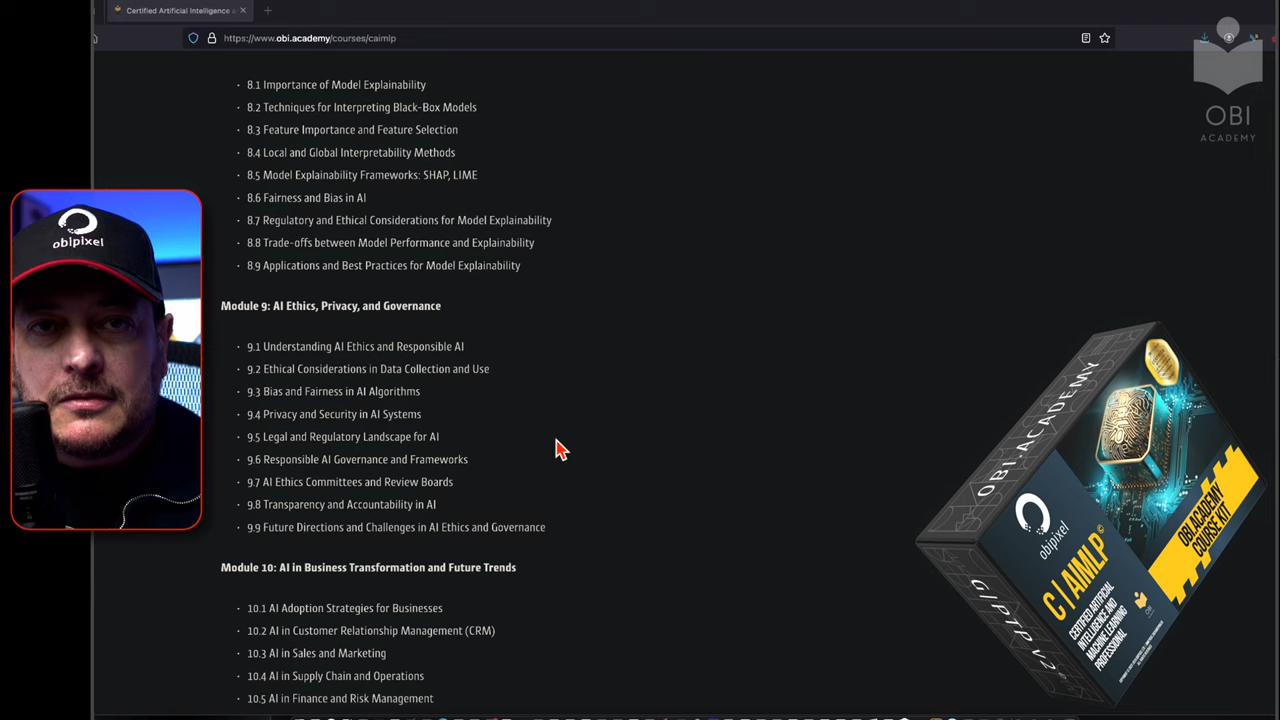 Certified Artificial Intelligence a
https://www.obi.academy/courses/caimlp
OBI
ACADEMY
· 8.1 Importance of Model Explainability
· 8.2 Techniques for Interpreting Black-Box Models
· 8.3 Feature Importance and Feature Selection
· 8.4 Local and Global Interpretability Methods
· 8.5 Model Explainability Frameworks: SHAP, LIME
· 8.6 Fairness and Bias in AI
· 8.7 Regulatory and Ethical Considerations for Model Explainability
· 8.8 Trade-offs between Model Performance and Explainability
· 8.9 Applications and Best Practices for Model Explainability
obipixel
Module 9: AI Ethics, Privacy, and Governance
· 9.1 Understanding AI Ethics and Responsible AI
· 9.2 Ethical Considerations in Data Collection and Use
· 9.3 Bias and Fairness in AI Algorithms
· 9.4 Privacy and Security in AI Systems
· 9.5 Legal and Regulatory Landscape for AI
· 9.6 Responsible AI Governance and Frameworks
· 9.7 AI Ethics Committees and Review Boards
· 9.8 Transparency and Accountability in AI
· 9.9 Future Directions and Challenges in AI Ethics and Governance
Module 10: AI in Business Transformation and Future Trends
· 10.1 AI Adoption Strategies for Businesses
· 10.2 AI in Customer Relationship Management (CRM)
· 10.3 AI in Sales and Marketing
· 10.4 AI in Supply Chain and Operations
· 10.5 AI in Finance and Risk Management
OBI.ACADEMY
obipixel
C|AIMLP©
CERTIFIED ARTIFICIAL
INTELLIGENCE AND
MACHINE LEARNING
PROFESSIONAL
OBI ACADEMY
COURSE KIT
OBI
G|PTP V2©